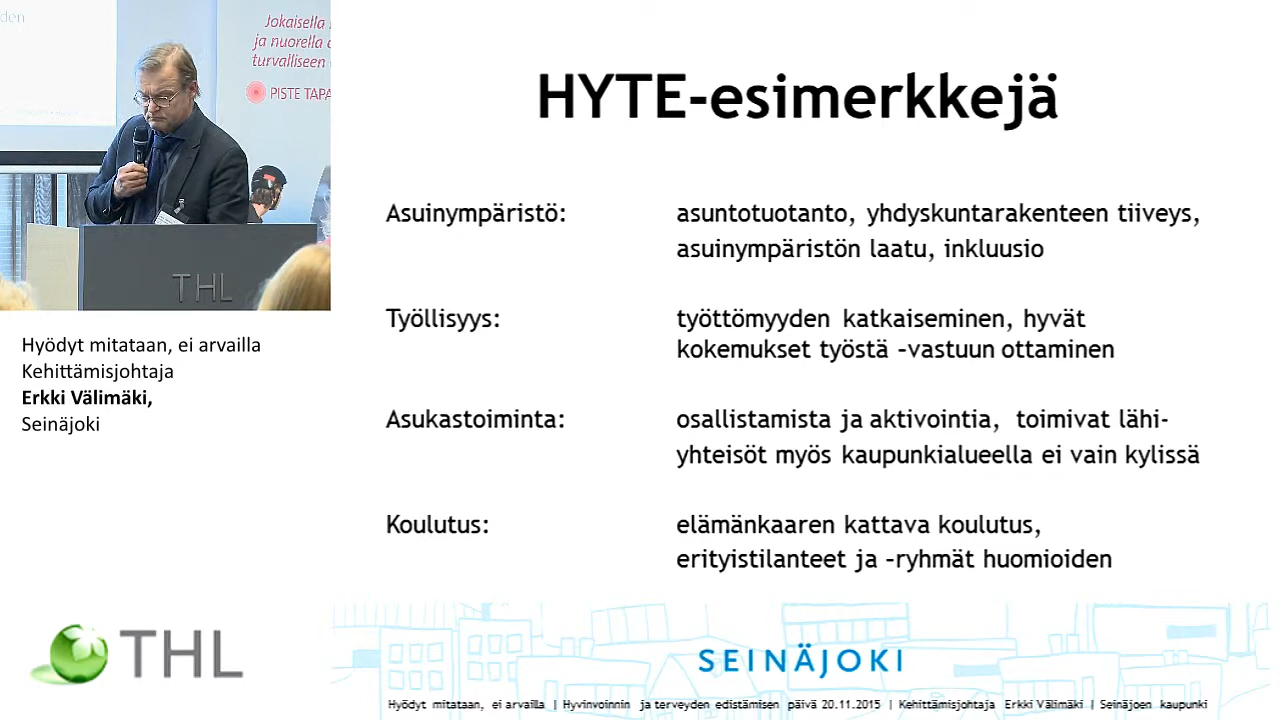 den
Jokaisella
ja nuorella
turvalliseen
PISTE TAPA
THL
Hyödyt mitataan, ei arvailla
Kehittämisjohtaja
Erkki Välimäki,
Seinäjoki
THL
HYTE-esimerkkejä
Asuinympäristö: asuntotuotanto, yhdyskuntarakenteen tiiveys,
asuinympäristön laatu, inkluusio
Työllisyys: työttömyyden katkaiseminen, hyvät
kokemukset työstä –vastuun ottaminen
Asukastoiminta: osallistamista ja aktivointia, toimivat lähi-
yhteisöt myös kaupunkialueella ei vain kylissä
Koulutus: elämänkaaren kattava koulutus,
erityistilanteet ja –ryhmät huomioiden
SEINÄJOKI
Hyödyt mitataan, ei arvailla | Hyvinvoinnin ja terveyden edistämisen päivä 20.11.2015 | Kehittämisjohtaja Erkki Välimäki | Seinäjoen kaupunki